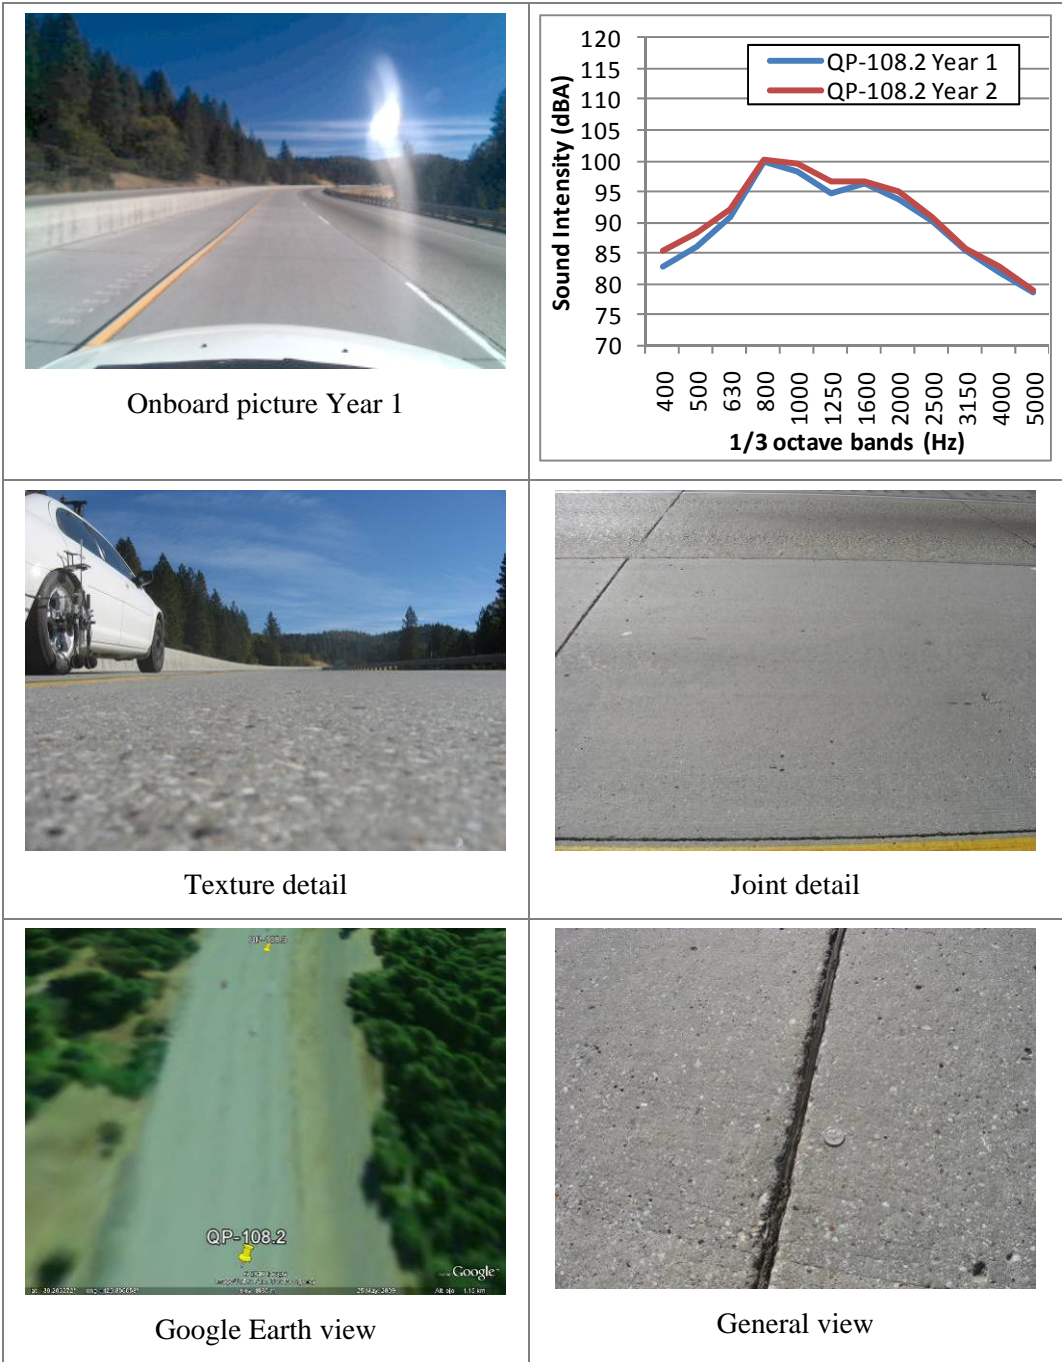 120
115
110
105
100
95
90
85
80
75
70
Sound Intensity (dBA)
QP-108.2 Year 1
QP-108.2 Year 2
400
500
630
800
1000
1250
1600
2000
2500
3150
4000
5000
1/3 octave bands (Hz)
Onboard picture Year 1
Texture detail
Joint detail
QP-108.2
Google
Google Earth view
General view